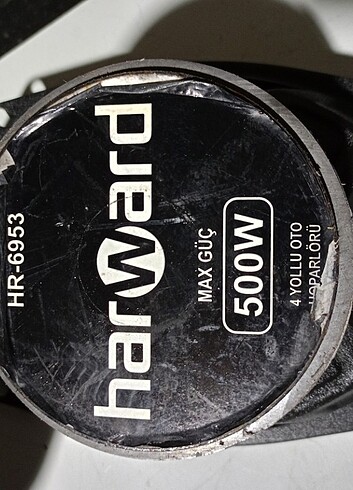 HR-6953
harward
MAX GÜÇ
500W
4 YOLLU OTO
HOPARLÖRÜ